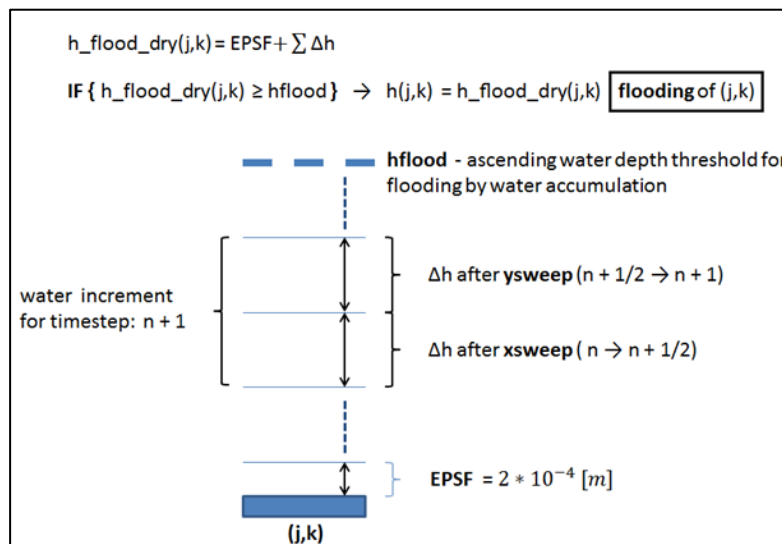 h_flood_dry(j,k) = EPSF+ ∑ Δh
IF { h_flood_dry(j,k) ≥ hflood } → h(j,k) = h_flood_dry(j,k) flooding of (j,k)
hflood - ascending water depth threshold for
flooding by water accumulation
Δh after ysweep (n + 1/2 → n + 1)
water increment
for timestep: n + 1
Δh after xsweep ( n → n + 1/2)
EPSF = 2 * 10⁻⁴ [m]
(j,k)